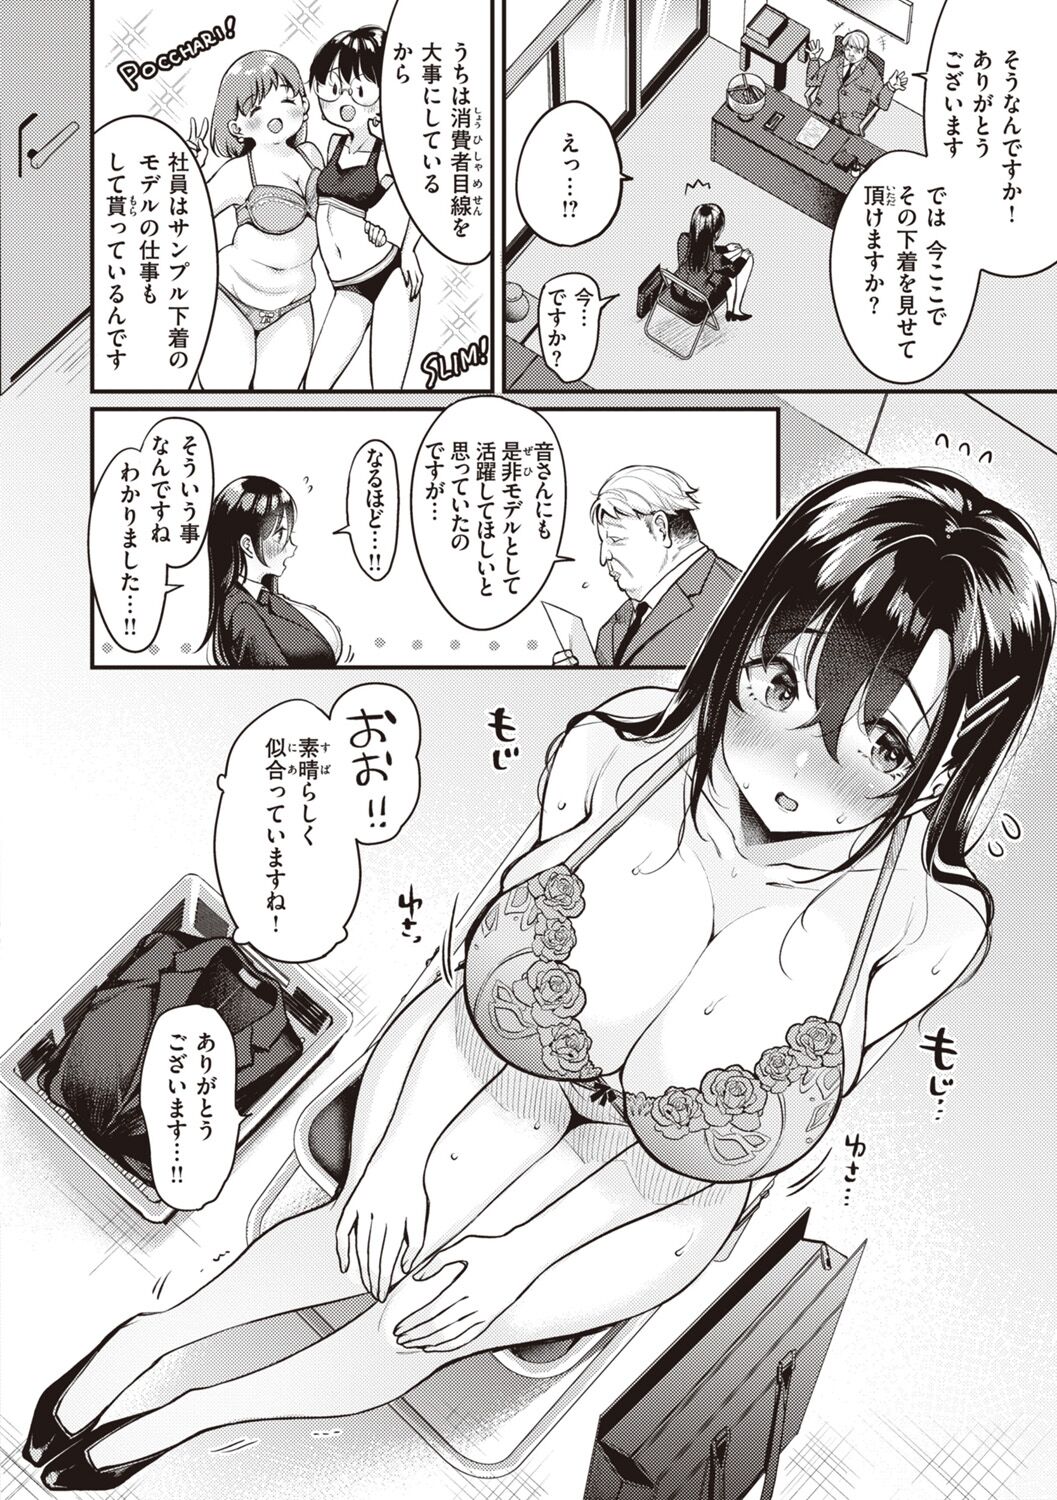 そうなんですか！
ありがとう
ございます
では 今ここで
その下着を見せて
頂けますか？
えっ…⁉
今…
ですか？
うちは消費者目線を
大事にしている
から
社員はサンプル下着の
モデルの仕事も
して貰っているんです
POCCHARI!
SLIM!
音さんにも
是非モデルとして
活躍してほしいと
思っていたの
ですが…
なるほど…‼
そういう事
なんですね
わかりました…‼
もじ
おお‼
素晴らしく
似合っていますね！
ゆさっ
もじ…
ゆさ…
ありがとう
ございます…‼